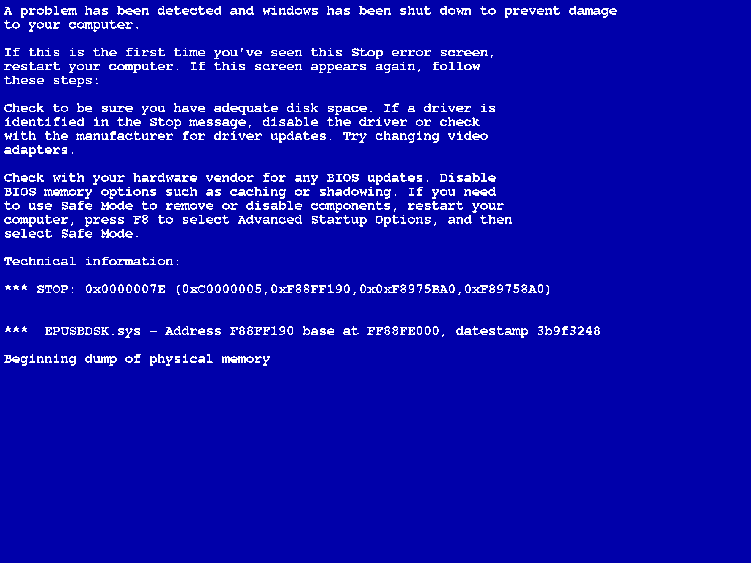 A problem has been detected and windows has been shut down to prevent damage
to your computer.
If this is the first time you've seen this Stop error screen,
restart your computer. If this screen appears again, follow
these steps:
Check to be sure you have adequate disk space. If a driver is
identified in the Stop message, disable the driver or check
with the manufacturer for driver updates. Try changing video
adapters.
Check with your hardware vendor for any BIOS updates. Disable
BIOS memory options such as caching or shadowing. If you need
to use Safe Mode to remove or disable components, restart your
computer, press F8 to select Advanced Startup Options, and then
select Safe Mode.
Technical information:
*** STOP: 0x0000007E (0xC0000005,0xF88FF190,0x0xF8975BA0,0xF89758A0)
***  EPUSBDSK.sys – Address F88FF190 base at FF88FE000, datestamp 3b9f3248
Beginning dump of physical memory